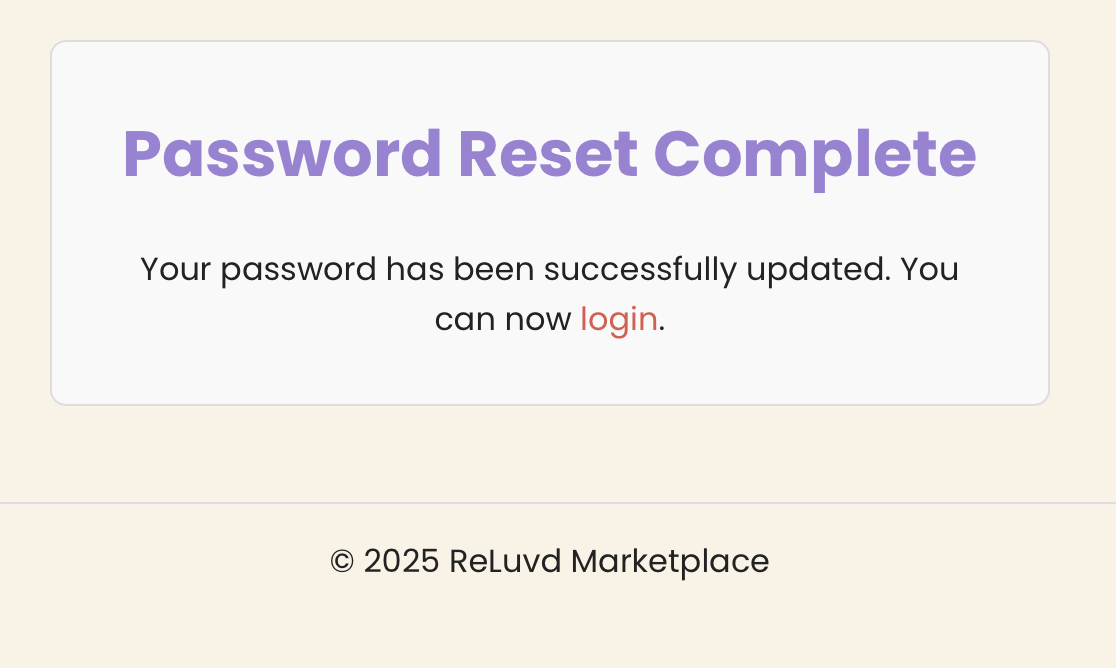 Password Reset Complete
Your password has been successfully updated. You
can now login.
© 2025 ReLuvd Marketplace